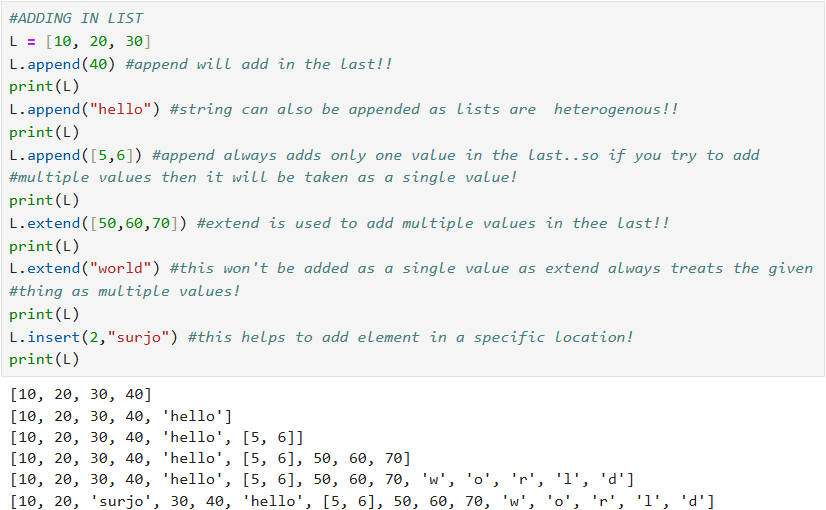 #ADDING IN LIST
L = [10, 20, 30]
L.append(40) #append will add in the last!!
print(L)
L.append("hello") #string can also be appended as lists are  heterogenous!!
print(L)
L.append([5,6]) #append always adds only one value in the last..so if you try to add
#multiple values then it will be taken as a single value!
print(L)
L.extend([50,60,70]) #extend is used to add multiple values in thee last!!
print(L)
L.extend("world") #this won't be added as a single value as extend always treats the given
#thing as multiple values!
print(L)
L.insert(2,"surjo") #this helps to add element in a specific location!
print(L)
[10, 20, 30, 40]
[10, 20, 30, 40, 'hello']
[10, 20, 30, 40, 'hello', [5, 6]]
[10, 20, 30, 40, 'hello', [5, 6], 50, 60, 70]
[10, 20, 30, 40, 'hello', [5, 6], 50, 60, 70, 'w', 'o', 'r', 'l', 'd']
[10, 20, 'surjo', 30, 40, 'hello', [5, 6], 50, 60, 70, 'w', 'o', 'r', 'l', 'd']